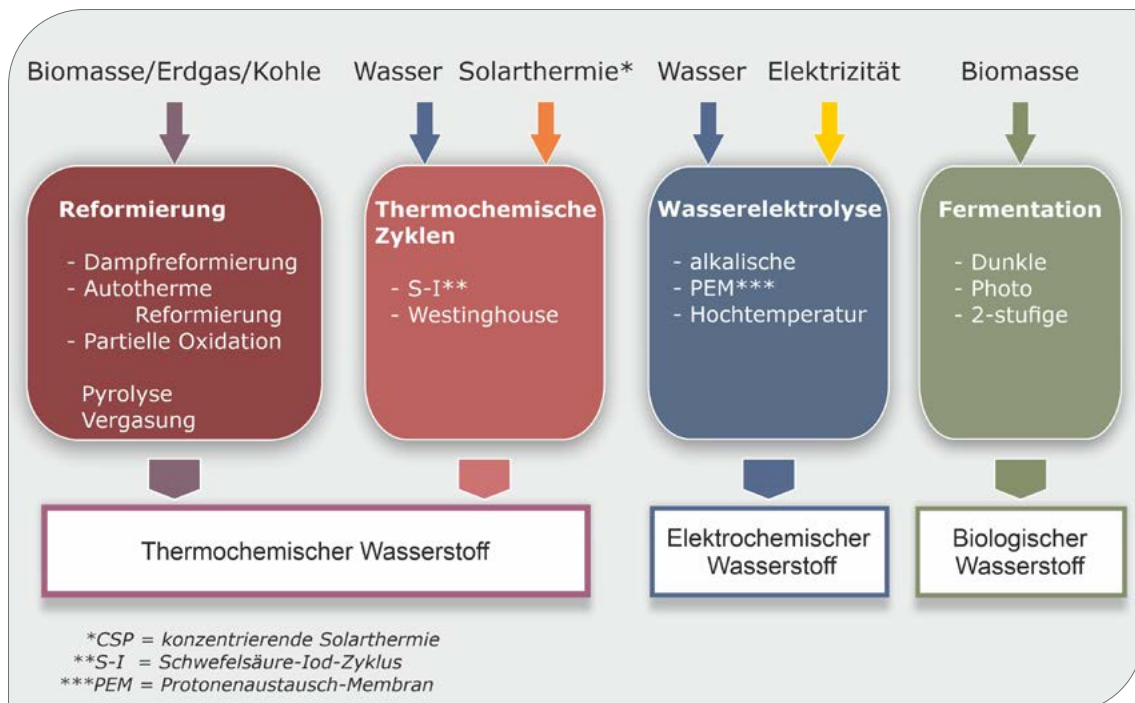 Biomasse/Erdgas/Kohle
Wasser Solarthermie*
Wasser Elektrizität
Biomasse
Reformierung
- Dampfreformierung
- Autotherme
Reformierung
- Partielle Oxidation
Pyrolyse
Vergasung
Thermochemische
Zyklen
- S-I**
- Westinghouse
Wasserelektrolyse
- alkalische
- PEM***
- Hochtemperatur
Fermentation
- Dunkle
- Photo
- 2-stufige
Thermochemischer Wasserstoff
Elektrochemischer
Wasserstoff
Biologischer
Wasserstoff
*CSP = konzentrierende Solarthermie
**S-I = Schwefelsäure-Iod-Zyklus
***PEM = Protonenaustausch-Membran